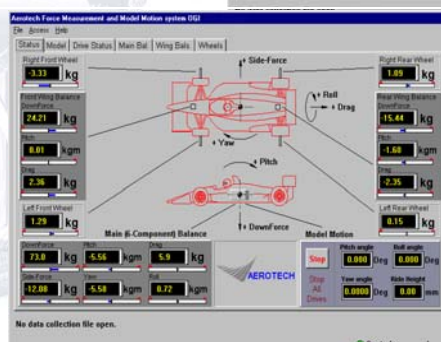 Aerotech Force Measurement and Model Motion system OGI
File Access Help
Status Model Drive Status Main Bal. Wing Bals. Wheels
Right Front Wheel
-3.33 kg
Front Wing Balance
DownForce
24.21 kg
Pitch
0.01 kgm
Drag
2.36 kg
Left Front Wheel
1.29 kg
+ Side-Force
+ Roll
+ Drag
+ Yaw
+ Pitch
+ DownForce
Right Rear Wheel
1.09 kg
Rear Wing Balance
DownForce
-15.44 kg
Pitch
-1.60 kgm
Drag
-2.35 kg
Left Rear Wheel
0.15 kg
Main (6-Component) Balance
DownForce Pitch Drag
73.0 kg -5.56 kgm 5.9 kg
Side-Force Yaw Roll
-12.08 kg -5.58 kgm 0.72 kgm
AEROTECH
Model Motion
Stop
Stop
All
Drives
Pitch angle Roll angle
0.000 Deg 0.000 Deg
Yaw angle Ride Height
0.0000 Deg 0.00 mm
No data collection file open.